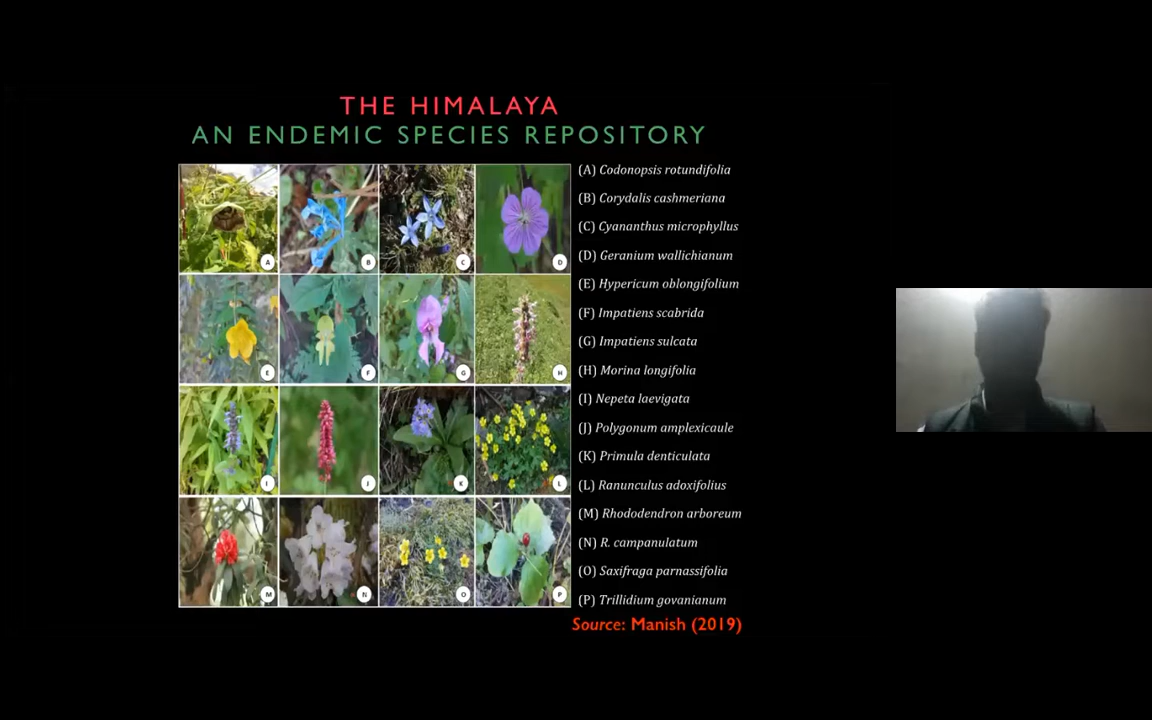 THE HIMALAYA
AN ENDEMIC SPECIES REPOSITORY
A
B
C
D
E
F
G
H
I
J
K
L
M
N
O
P
(A) Codonopsis rotundifolia
(B) Corydalis cashmeriana
(C) Cyananthus microphyllus
(D) Geranium wallichianum
(E) Hypericum oblongifolium
(F) Impatiens scabrida
(G) Impatiens sulcata
(H) Morina longifolia
(I) Nepeta laevigata
(J) Polygonum amplexicaule
(K) Primula denticulata
(L) Ranunculus adoxifolius
(M) Rhododendron arboreum
(N) R. campanulatum
(O) Saxifraga parnassifolia
(P) Trillidium govanianum
Source: Manish (2019)